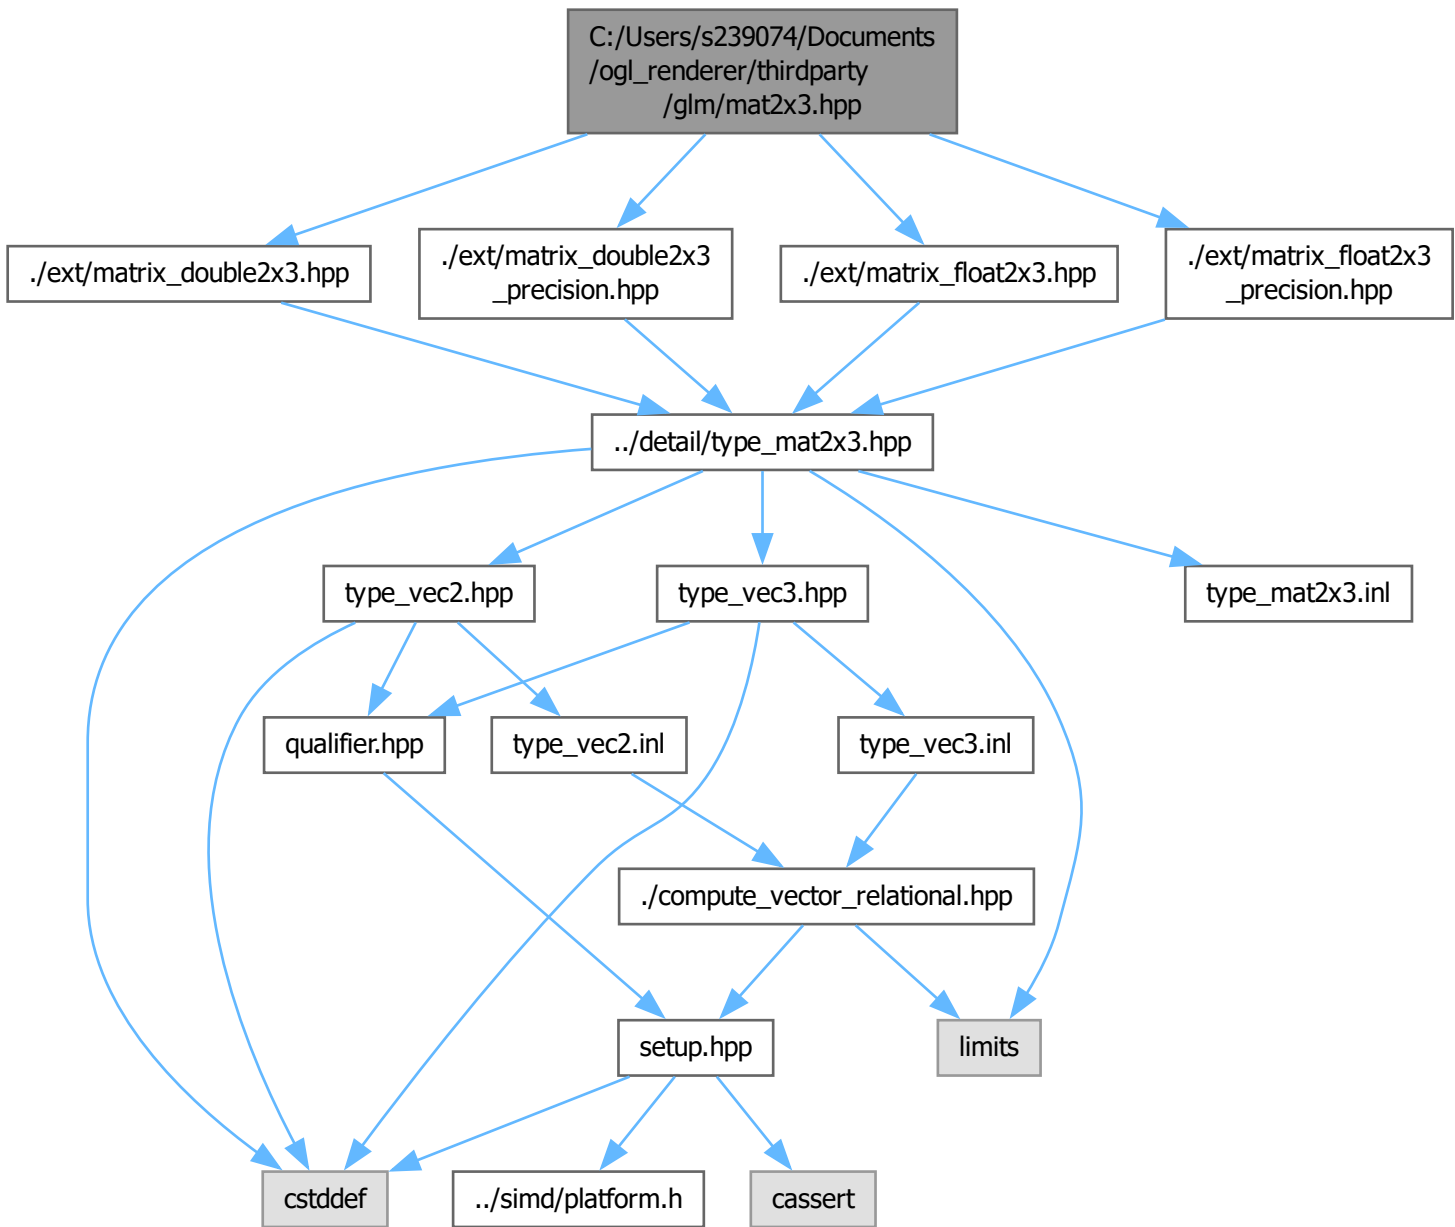 C:/Users/s239074/Documents
/ogl_renderer/thirdparty
/glm/mat2x3.hpp
./ext/matrix_double2x3.hpp
./ext/matrix_double2x3
_precision.hpp
./ext/matrix_float2x3.hpp
./ext/matrix_float2x3
_precision.hpp
../detail/type_mat2x3.hpp
type_vec2.hpp
type_vec3.hpp
type_mat2x3.inl
qualifier.hpp
type_vec2.inl
type_vec3.inl
./compute_vector_relational.hpp
setup.hpp
limits
cstddef
../simd/platform.h
cassert